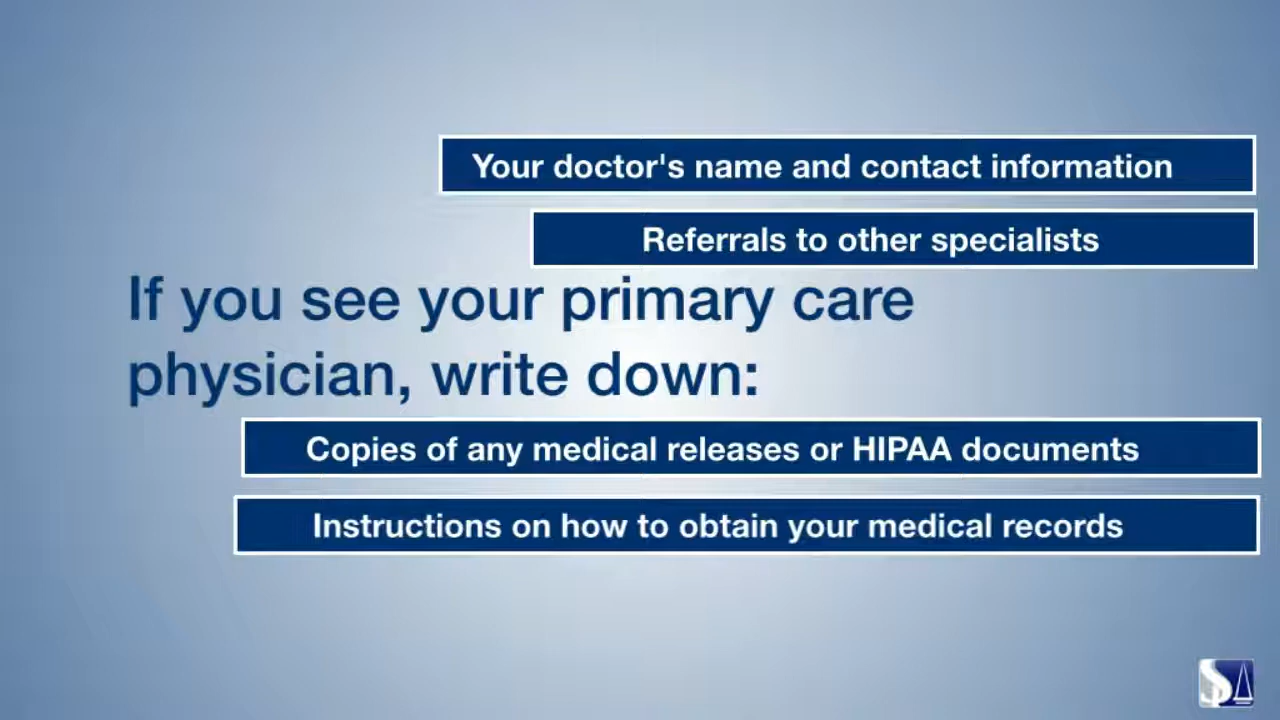 Your doctor's name and contact information
Referrals to other specialists
If you see your primary care
physician, write down:
Copies of any medical releases or HIPAA documents
Instructions on how to obtain your medical records